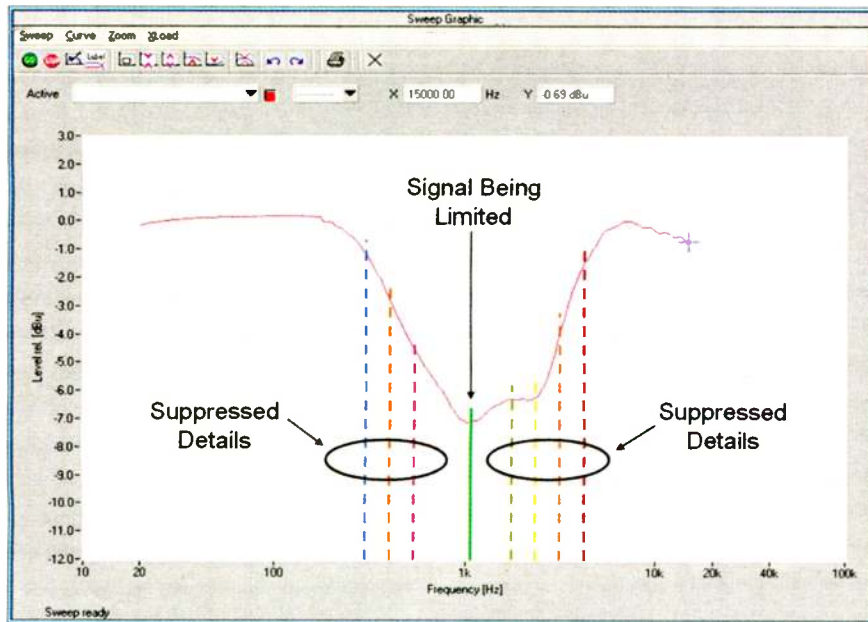 Sweep Graphic
Sweep Curve Zoom XLoad
Label
Active X 15000.00 Hz Y -0.69 dBu
3.0
2.0
1.0
0.0
-1.0
-2.0
-3.0
-4.0
-5.0
-6.0
-7.0
-8.0
-9.0
-10.0
-11.0
-12.0
Level rel. [dBu]
Signal Being
Limited
Suppressed
Details
Suppressed
Details
10 20 100 1k 10k 20k 40k 100k
Frequency [Hz]
Sweep ready